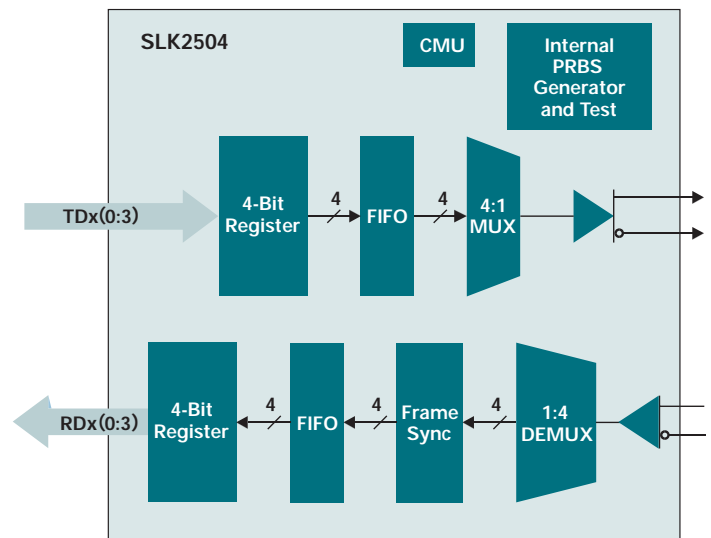 SLK2504
CMU
Internal
PRBS
Generator
and Test
TDx(0:3)
4-Bit
Register
4
FIFO
4
4:1
MUX
RDx(0:3)
4-Bit
Register
4
FIFO
4
Frame
Sync
4
1:4
DEMUX